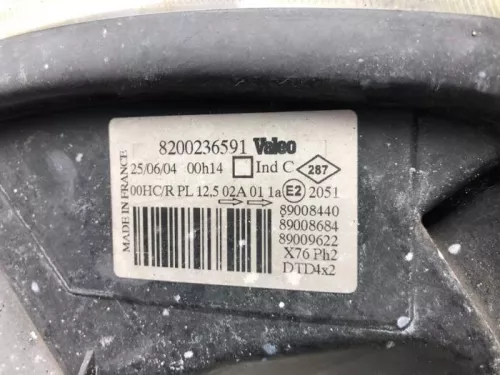 8200236591 Valeo
25/06/04 00h14 Ind C 287
00HC/R PL 12,5 02A 01 1a E2 2051
MADE IN FRANCE
89008440
89008684
89009622
X76 Ph2
DTD4x2